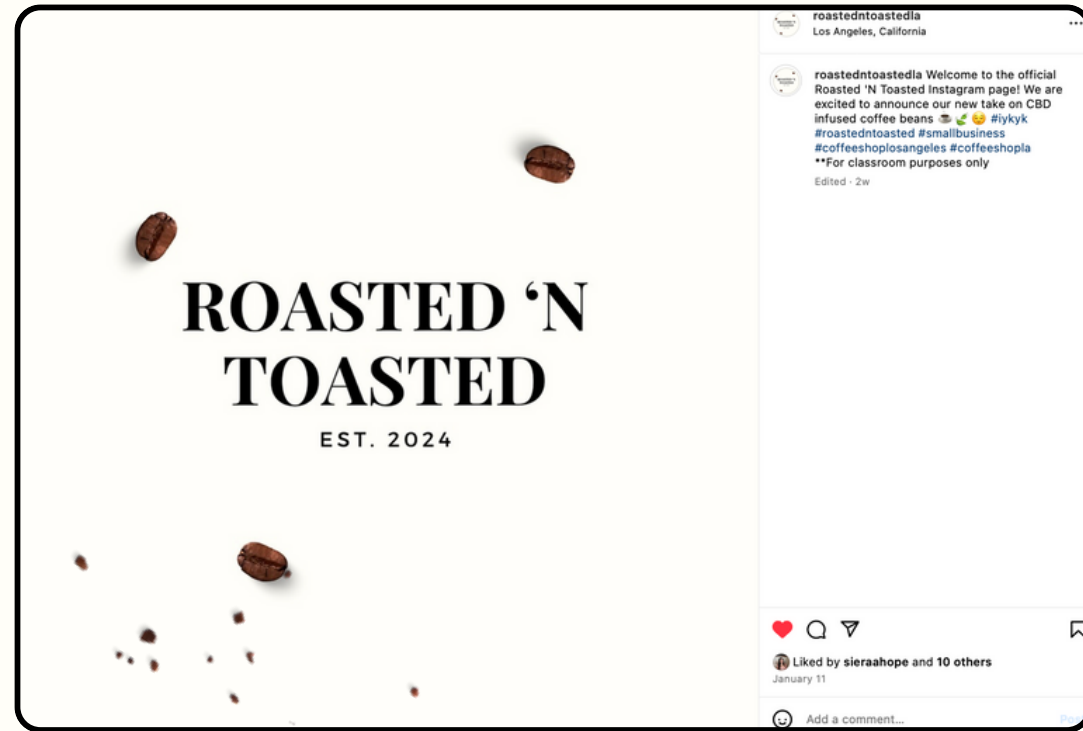 ROASTED ‘N
TOASTED
EST. 2024
roastedntoastedla
Los Angeles, California
roastedntoastedla Welcome to the official
Roasted 'N Toasted Instagram page! We are
excited to announce our new take on CBD
infused coffee beans ☕🌿😌 #iykyk
#roastedntoasted #smallbusiness
#coffeeshoplosangeles #coffeeshopla
**For classroom purposes only
Edited · 2w
Liked by sieraahope and 10 others
January 11
Add a comment...